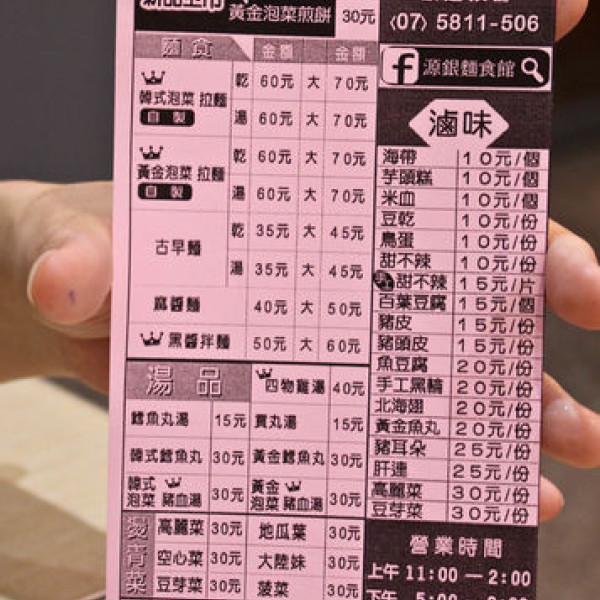 黃金泡菜煎餅 30元
麵食 金額 金額
韓式泡菜 拉麵 自製 乾 60元 大 70元
湯 60元 大 70元
黃金泡菜 拉麵 自製 乾 60元 大 70元
湯 60元 大 70元
古早麵 乾 35元 大 45元
湯 35元 大 45元
麻醬麵 40元 大 50元
黑醬拌麵 50元 大 60元
湯品 四物雞湯 40元
鱈魚丸湯 15元 貢丸湯 15元
韓式鱈魚丸 30元 黃金鱈魚丸 30元
韓式泡菜 豬血湯 30元 黃金泡菜 豬血湯 30元
燙青菜
高麗菜 30元 地瓜葉 30元
空心菜 30元 大陸妹 30元
豆芽菜 30元 菠菜 30元
(07) 5811-506
f 源銀麵食館
滷味
海帶 10元/個
芋頭糕 10元/個
米血 10元/個
豆乾 10元/份
鳥蛋 10元/份
甜不辣 10元/份
甜不辣 15元/片
百葉豆腐 15元/個
豬皮 15元/份
豬頭皮 15元/份
魚豆腐 20元/份
手工黑輪 20元/份
北海翅 20元/份
黃金魚丸 20元/份
豬耳朵 25元/份
肝連 25元/份
高麗菜 30元/份
豆芽菜 30元/份
營業時間
上午 11:00 — 2:00
下午 5:00